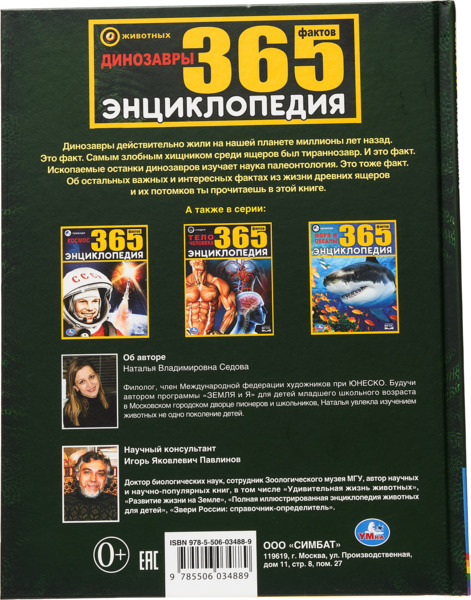 О ЖИВОТНЫХ
ДИНОЗАВРЫ 365 фактов
ЭНЦИКЛОПЕДИЯ
Динозавры действительно жили на нашей планете миллионы лет назад.
Это факт. Самым злобным хищником среди ящеров был тираннозавр. И это факт.
Ископаемые останки динозавров изучает наука палеонтология. Это тоже факт.
Об остальных важных и интересных фактах из жизни древних ящеров
и их потомков ты прочитаешь в этой книге.
А также в серии:
КОСМОС 365 фактов
ЭНЦИКЛОПЕДИЯ
СССР
ТЕЛО ЧЕЛОВЕКА 365 фактов
ЭНЦИКЛОПЕДИЯ
365 фактов
ЭНЦИКЛОПЕДИЯ
Об авторе
Наталья Владимировна Седова
Филолог, член Международной федерации художников при ЮНЕСКО. Будучи
автором программы «ЗЕМЛЯ и Я» для детей младшего школьного возраста
в Московском городском дворце пионеров и школьников, Наталья увлекла изучением
животных не одно поколение детей.
Научный консультант
Игорь Яковлевич Павлинов
Доктор биологических наук, сотрудник Зоологического музея МГУ, автор научных
и научно-популярных книг, в том числе «Удивительная жизнь животных»,
«Развитие жизни на Земле», «Полная иллюстрированная энциклопедия животных
для детей», «Звери России: справочник-определитель».
0+
EAC
ISBN 978-5-506-03488-9
9 785506 034889
УМка
ООО «СИМБАТ»
119619, г. Москва, ул. Производственная,
дом 11, стр. 8, пом. 27